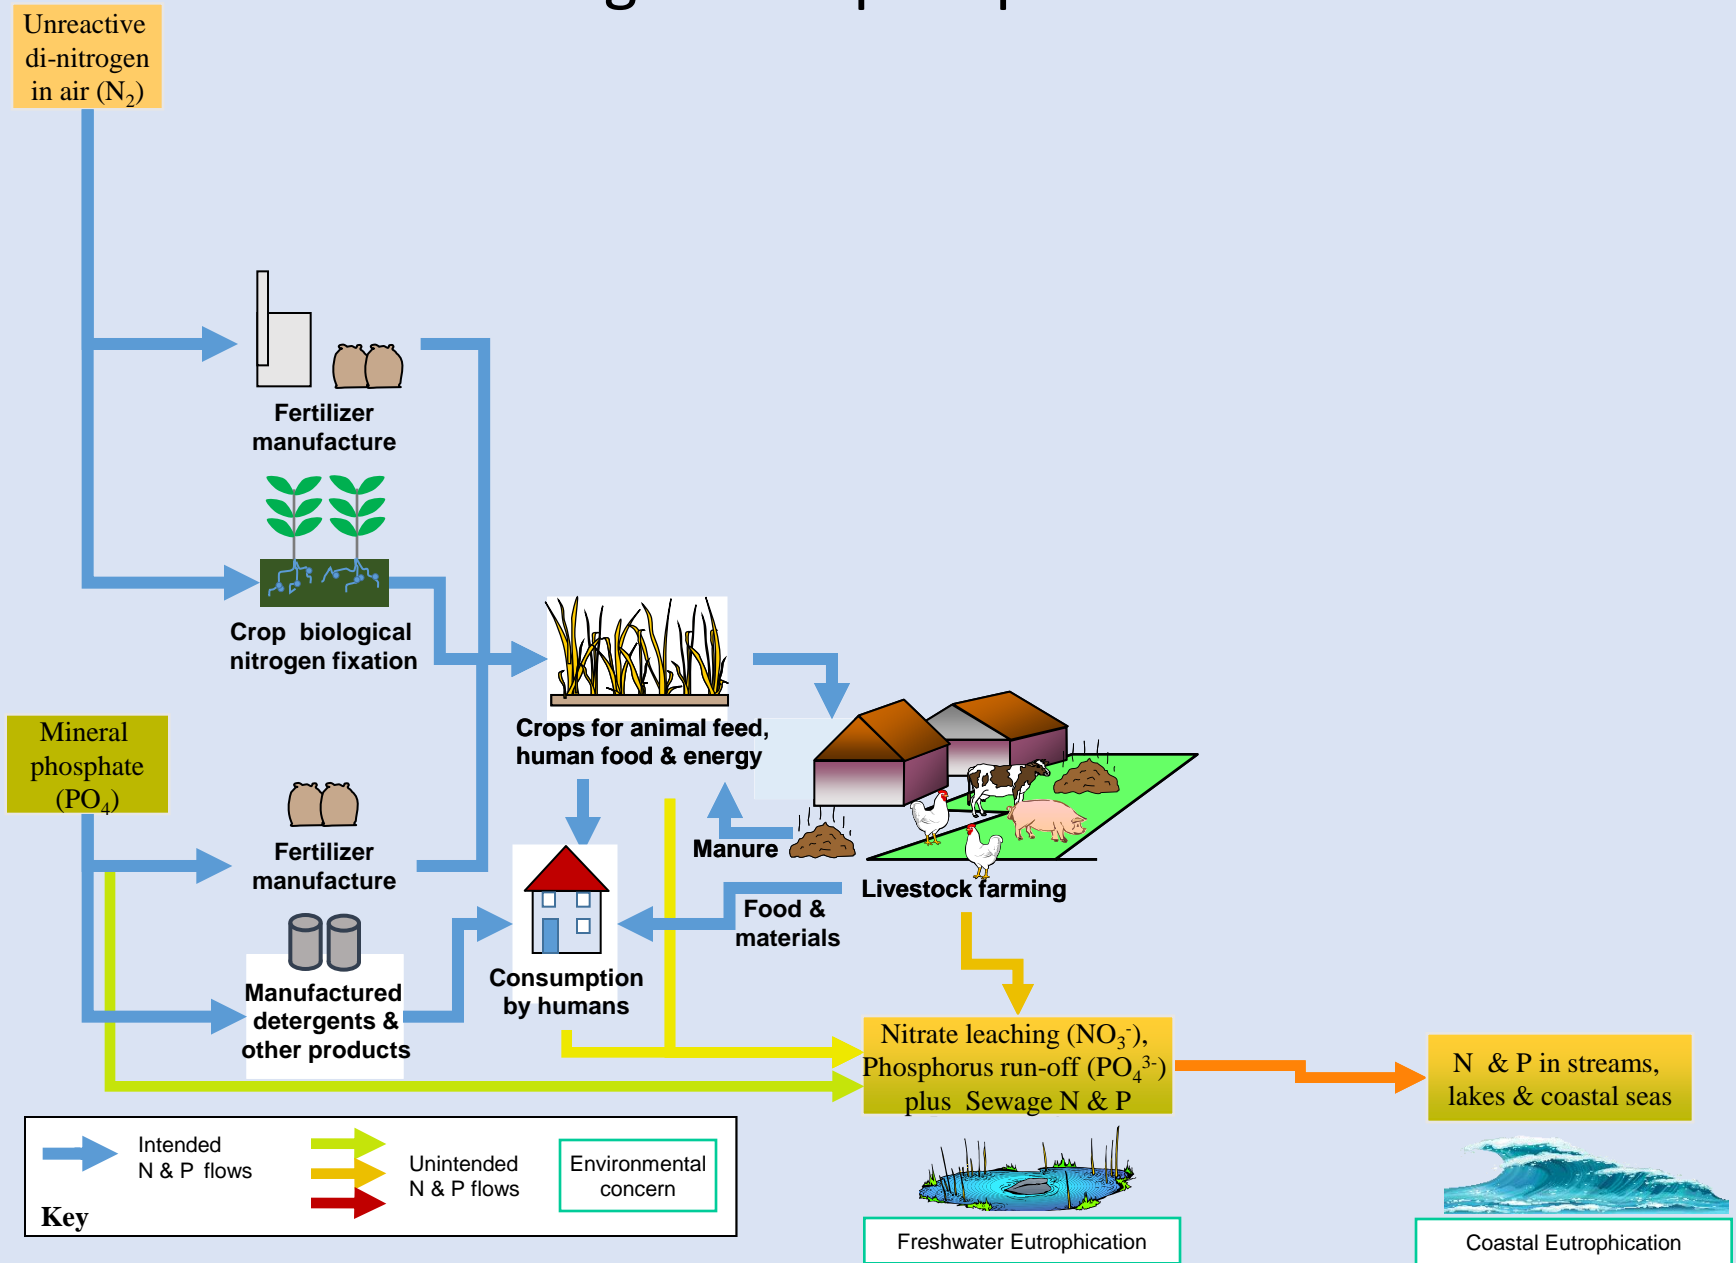 Unreactive
di-nitrogen
in air (N₂)
Fertilizer
manufacture
Crop biological
nitrogen fixation
Crops for animal feed,
human food & energy
Mineral
phosphate
(PO₄)
Fertilizer
manufacture
Manure
Livestock farming
Food &
materials
Manufactured
detergents &
other products
Consumption
by humans
Nitrate leaching (NO₃⁻),
Phosphorus run-off (PO₄³⁻)
plus Sewage N & P
N & P in streams,
lakes & coastal seas
Intended
N & P flows
Unintended
N & P flows
Environmental
concern
Key
Freshwater Eutrophication
Coastal Eutrophication